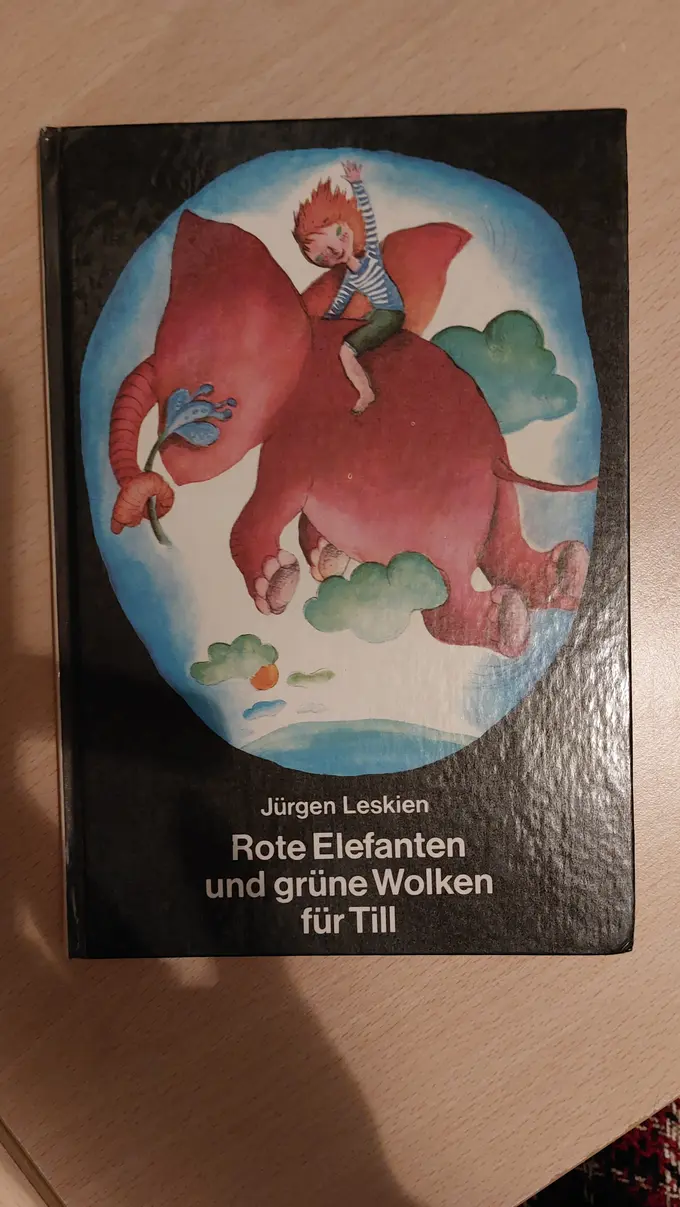 Jürgen Leskien
Rote Elefanten
und grüne Wolken
für Till